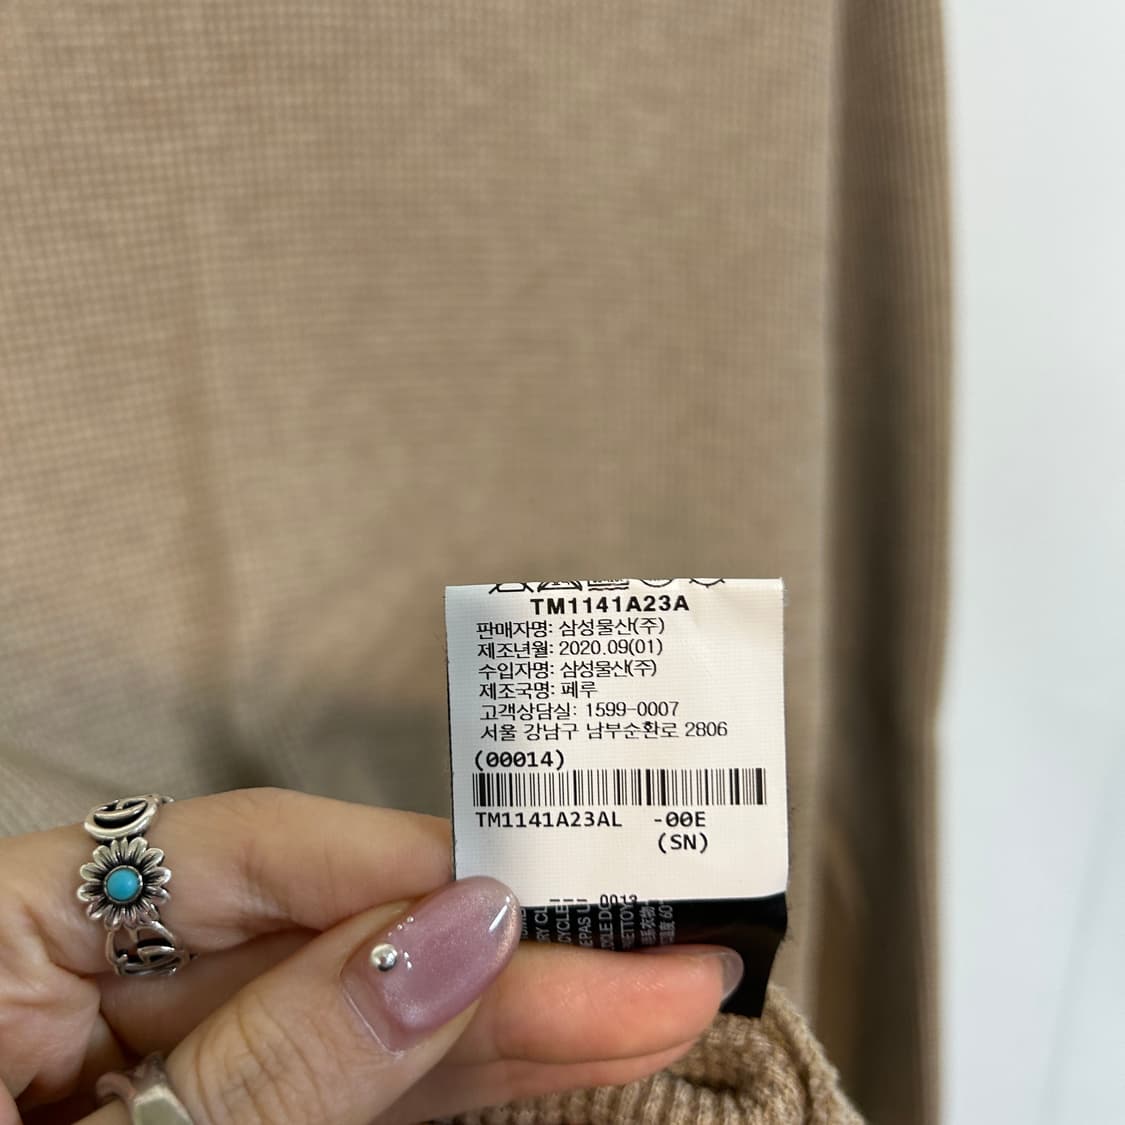 TM1141A23A
판매자명: 삼성물산(주)
제조년월: 2020.09(01)
수입자명: 삼성물산(주)
제조국명: 페루
고객상담실: 1599-0007
서울 강남구 남부순환로 2806
(00014)
TM1141A23AL -00E
(SN)
0013